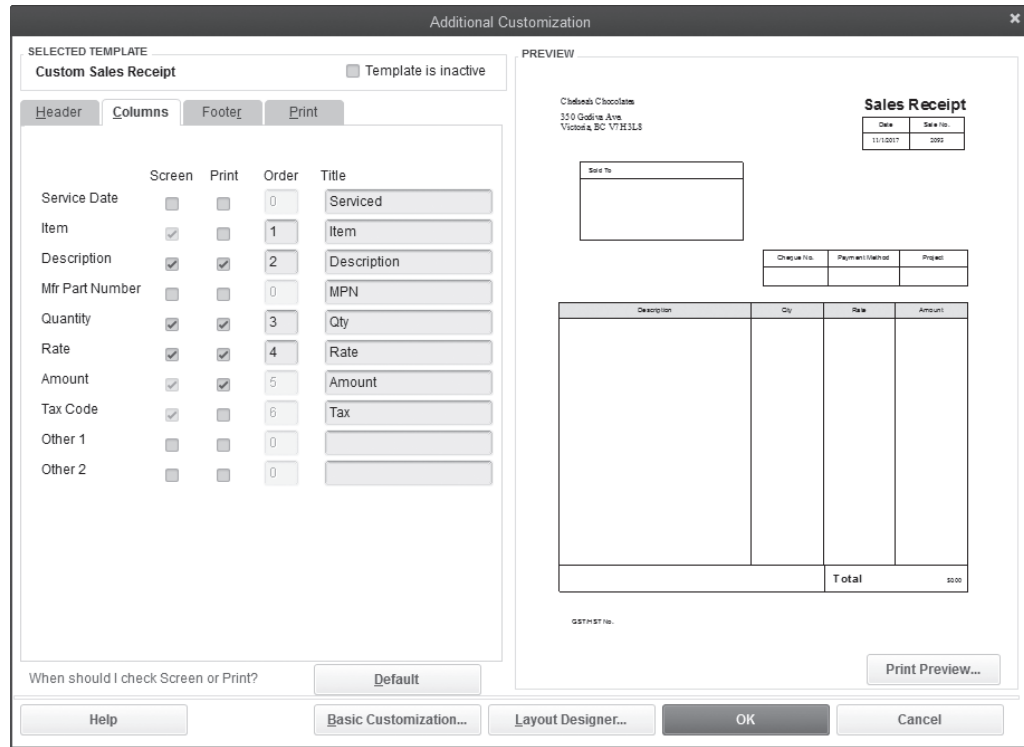 Additional Customization
SELECTED TEMPLATE
Custom Sales Receipt
Template is inactive
Header Columns Footer Print
Screen Print Order Title
Service Date 0 Serviced
Item 1 Item
Description 2 Description
Mfr Part Number 0 MPN
Quantity 3 Qty
Rate 4 Rate
Amount 5 Amount
Tax Code 6 Tax
Other 1 0
Other 2 0
When should I check Screen or Print?
Default
PREVIEW
Chelsea's Chocolates
350 Godiva Ave.
Victoria, BC V7H3L8
Sales Receipt
Date Sale No.
11/1/2017 2093
Sold To
Cheque No. Payment Method Project
Description Qty Rate Amount
Total $0.00
GST/HST No.
Print Preview...
Help Basic Customization... Layout Designer... OK Cancel